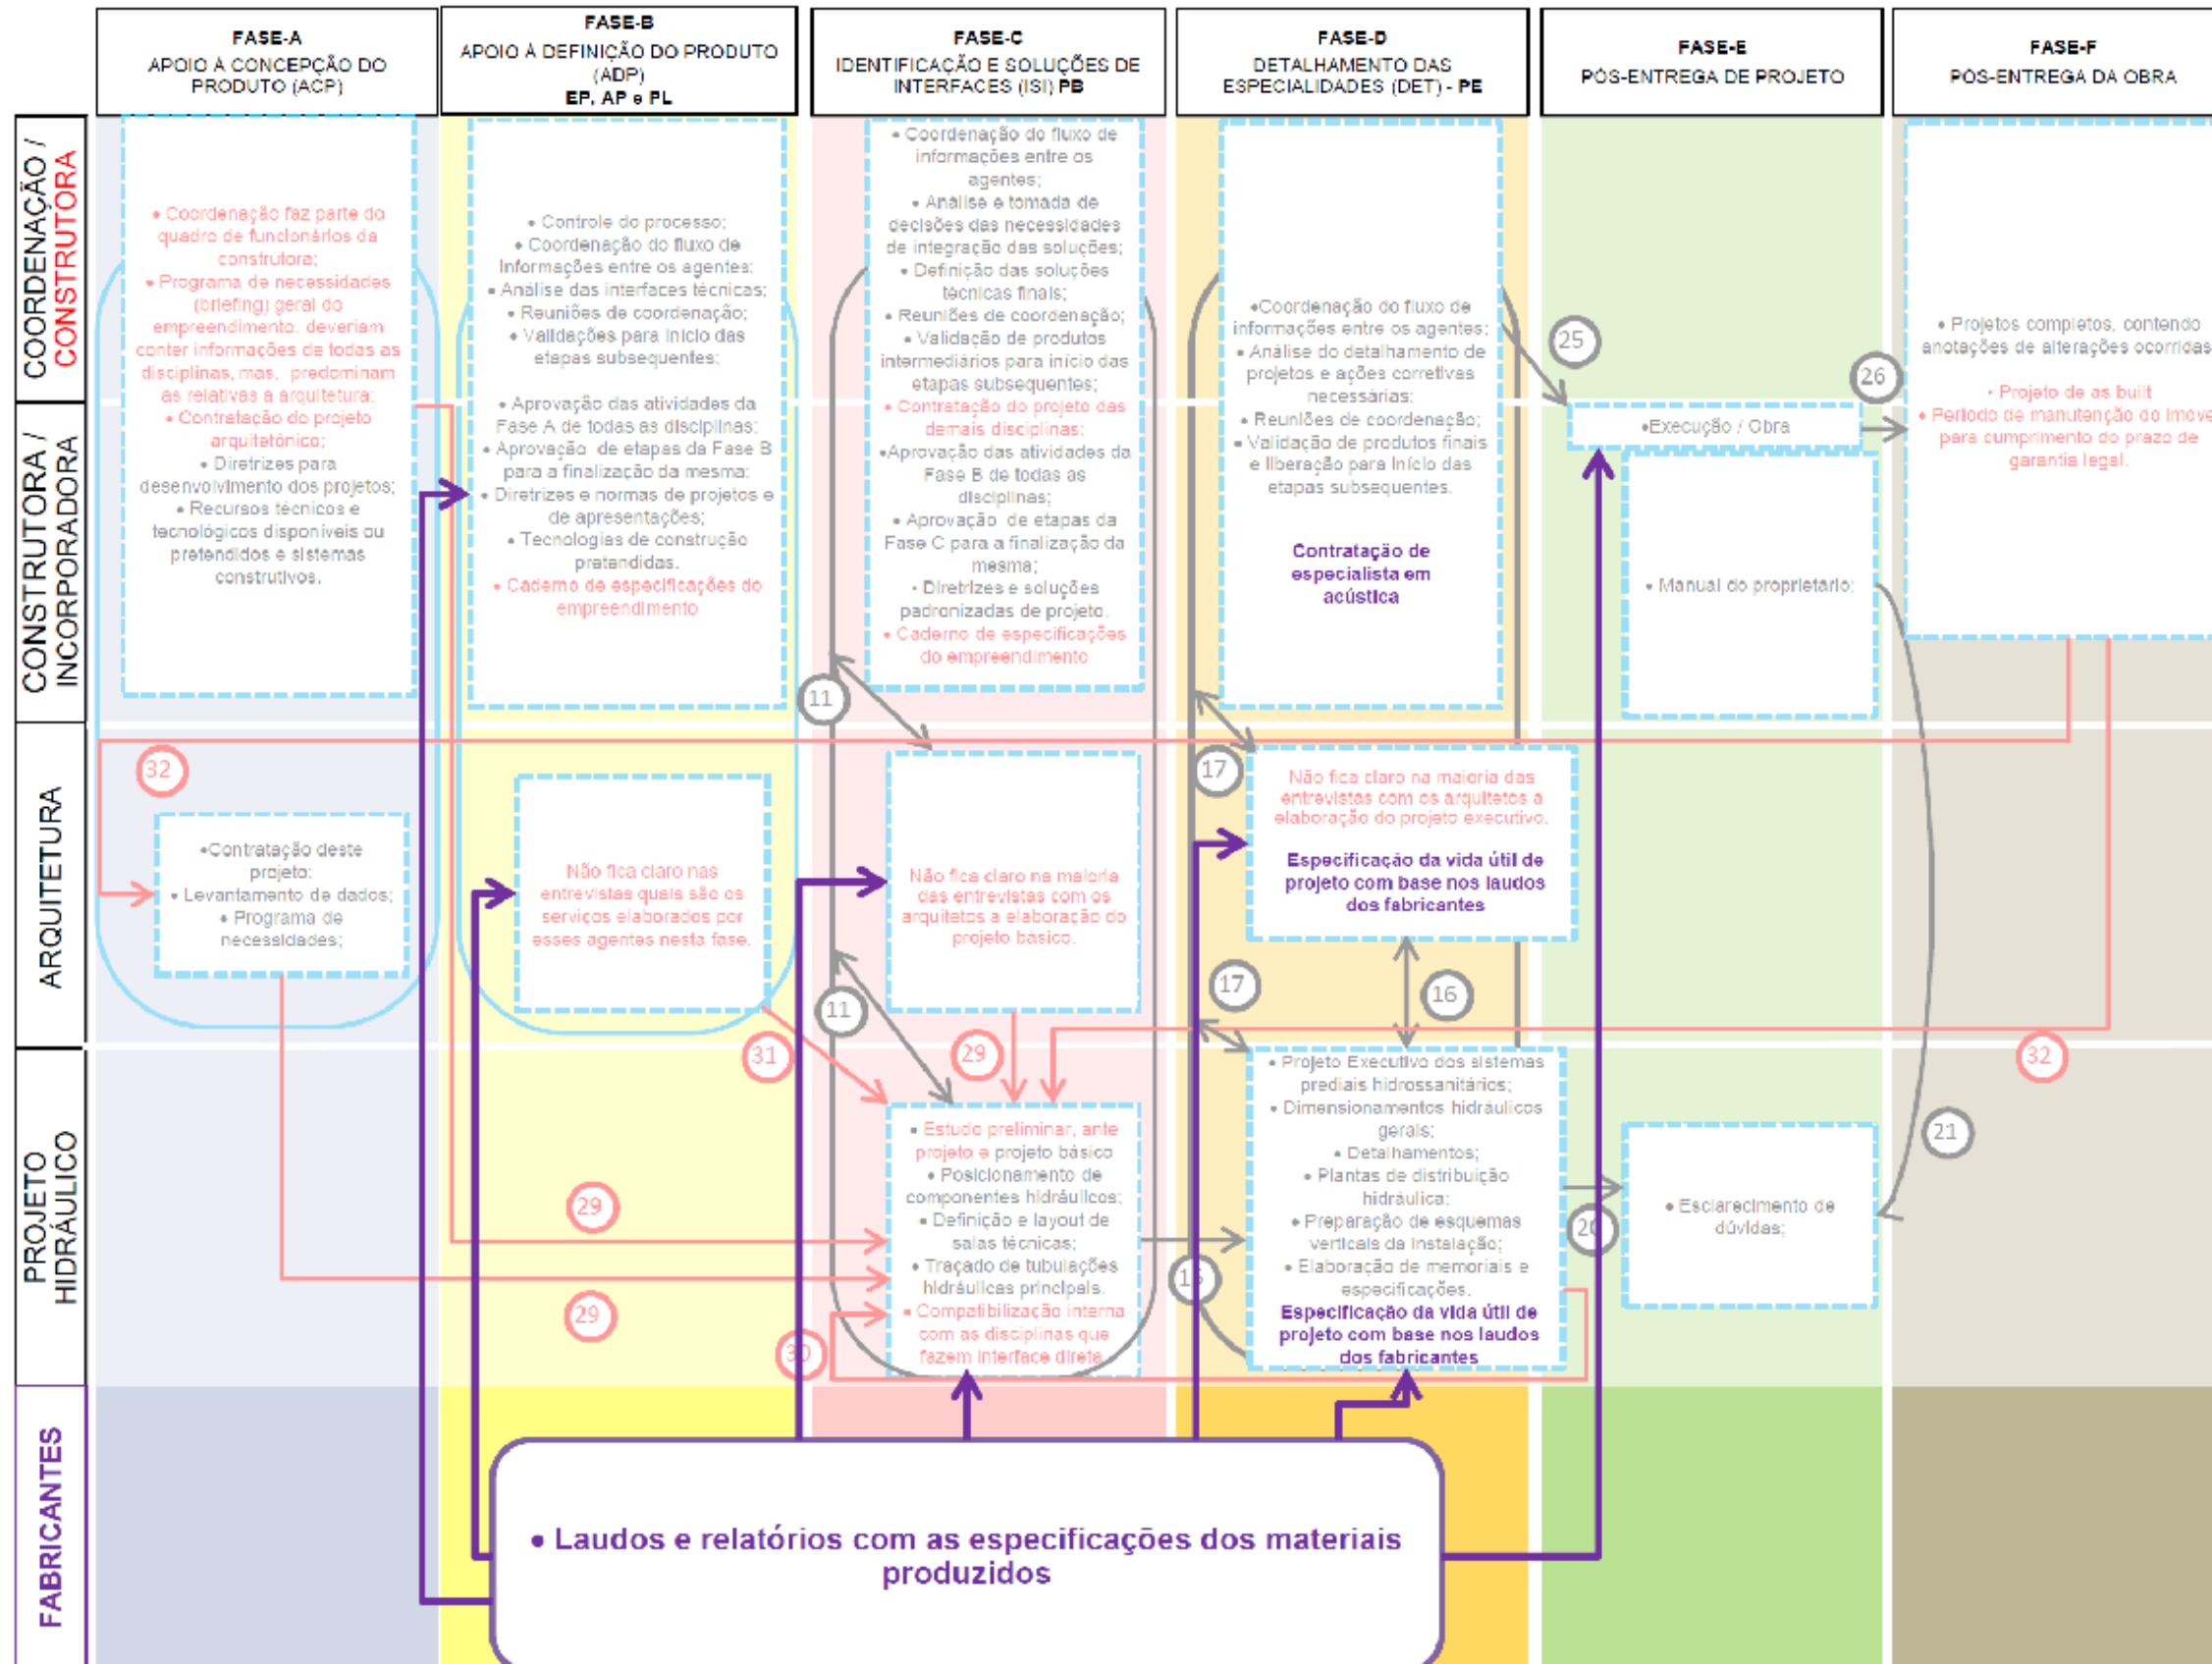 FASE-A
APOIO À CONCEPÇÃO DO
PRODUTO (ACP)
FASE-B
APOIO À DEFINIÇÃO DO PRODUTO
(ADP)
EP, AP e PL
FASE-C
IDENTIFICAÇÃO E SOLUÇÕES DE
INTERFACES (ISI) PB
FASE-D
DETALHAMENTO DAS
ESPECIALIDADES (DET) - PE
FASE-E
PÓS-ENTREGA DE PROJETO
FASE-F
PÓS-ENTREGA DA OBRA
COORDENAÇÃO /
CONSTRUTORA
CONSTRUTORA /
INCORPORADORA
• Coordenação faz parte do
quadro de funcionários da
construtora;
• Programa de necessidades
(briefing) geral do
empreendimento, deveriam
conter informações de todas as
disciplinas, mas, predominam
as relativas a arquitetura;
• Contratação do projeto
arquitetônico;
• Diretrizes para
desenvolvimento dos projetos;
• Recursos técnicos e
tecnológicos disponíveis ou
pretendidos e sistemas
construtivos.
• Controle do processo;
• Coordenação do fluxo de
Informações entre os agentes;
• Análise das interfaces técnicas;
• Reuniões de coordenação;
• Validações para início das
etapas subsequentes;
• Aprovação das atividades da
Fase A de todas as disciplinas;
• Aprovação de etapas da Fase B
para a finalização da mesma;
• Diretrizes e normas de projetos e
de apresentações;
• Tecnologias de construção
pretendidas.
• Caderno de especificações do
empreendimento
• Coordenação do fluxo de
informações entre os
agentes;
• Análise e tomada de
decisões das necessidades
de integração das soluções;
• Definição das soluções
técnicas finais;
• Reuniões de coordenação;
• Validação de produtos
intermediários para início das
etapas subsequentes;
• Contratação do projeto das
demais disciplinas;
•Aprovação das atividades da
Fase B de todas as
disciplinas;
• Aprovação de etapas da
Fase C para a finalização da
mesma;
• Diretrizes e soluções
padronizadas de projeto.
• Caderno de especificações
do empreendimento
•Coordenação do fluxo de
informações entre os agentes;
• Análise do detalhamento de
projetos e ações corretivas
necessárias;
• Reuniões de coordenação;
• Validação de produtos finais
e liberação para Início das
etapas subsequentes.
Contratação de
especialista em
acústica
25
•Execução / Obra
• Manual do proprietário;
26
• Projetos completos, contendo
anotações de alterações ocorridas
• Projeto de as built
• Período de manutenção do imóve
para cumprimento do prazo de
garantia legal.
11
ARQUITETURA
32
•Contratação deste
projeto;
• Levantamento de dados;
• Programa de
necessidades;
Não fica claro nas
entrevistas quais são os
serviços elaborados por
esses agentes nesta fase.
Não fica claro na maioria
das entrevistas com os
arquitetos a elaboração do
projeto básico.
17
Não fica claro na maioria das
entrevistas com os arquitetos a
elaboração do projeto executivo.
Especificação da vida útil de
projeto com base nos laudos
dos fabricantes
11
17
16
31
29
32
PROJETO
HIDRÁULICO
29
29
30
• Estudo preliminar, ante
projeto e projeto básico
• Posicionamento de
componentes hidráulicos;
• Definição e layout de
salas técnicas;
• Traçado de tubulações
hidráulicas principais.
• Compatibilização interna
com as disciplinas que
fazem interface direta
• Projeto Executivo dos sistemas
prediais hidrossanitários;
• Dimensionamentos hidráulicos
gerais;
• Detalhamentos;
• Plantas de distribuição
hidráulica;
• Preparação de esquemas
verticais da instalação;
• Elaboração de memoriais e
especificações.
Especificação da vida útil de
projeto com base nos laudos
dos fabricantes
• Esclarecimento de
dúvidas;
21
FABRICANTES
• Laudos e relatórios com as especificações dos materiais
produzidos